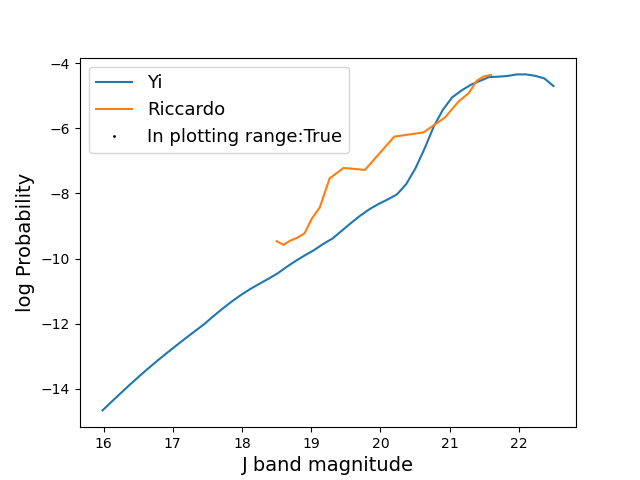 Yi
Riccardo
In plotting range:True
−4
−6
−8
−10
−12
−14
log Probability
16 17 18 19 20 21 22
J band magnitude